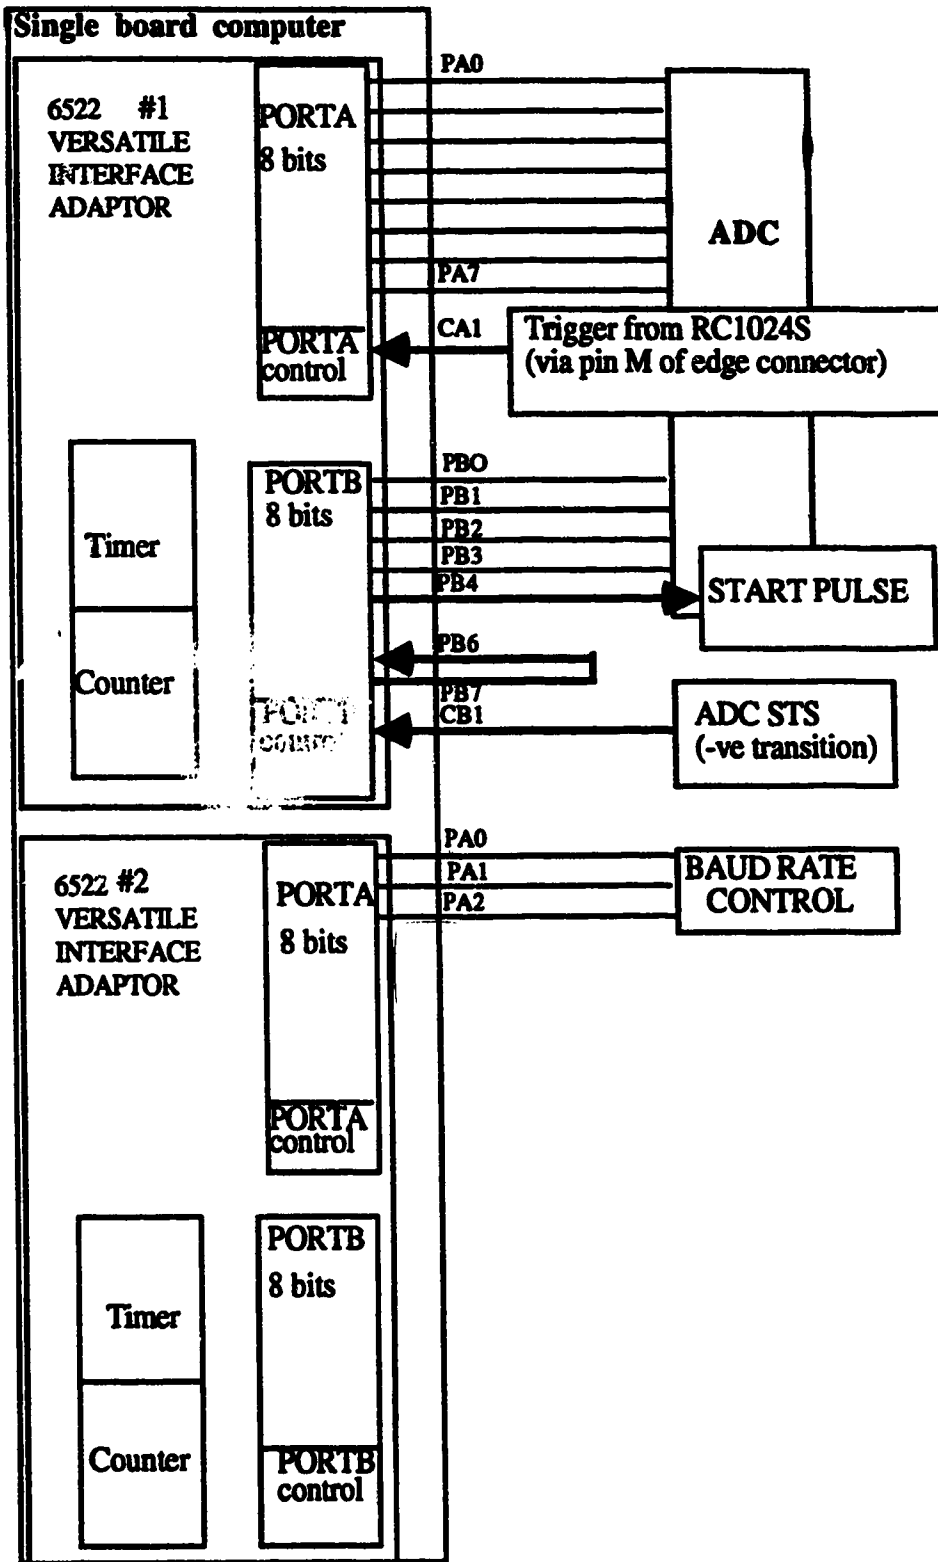 Single board computer
6522 #1
VERSATILE
INTERFACE
ADAPTOR
PORTA
8 bits
PORTA
control
PA0
PA7
CA1
ADC
Trigger from RC1024S
(via pin M of edge connector)
Timer
Counter
PORTB
8 bits
PB0
PB1
PB2
PB3
PB4
PB6
PB7
CB1
START PULSE
ADC STS
(-ve transition)
6522 #2
VERSATILE
INTERFACE
ADAPTOR
PORTA
8 bits
PORTA
control
PA0
PA1
PA2
BAUD RATE
CONTROL
Timer
Counter
PORTB
8 bits
PORTB
control